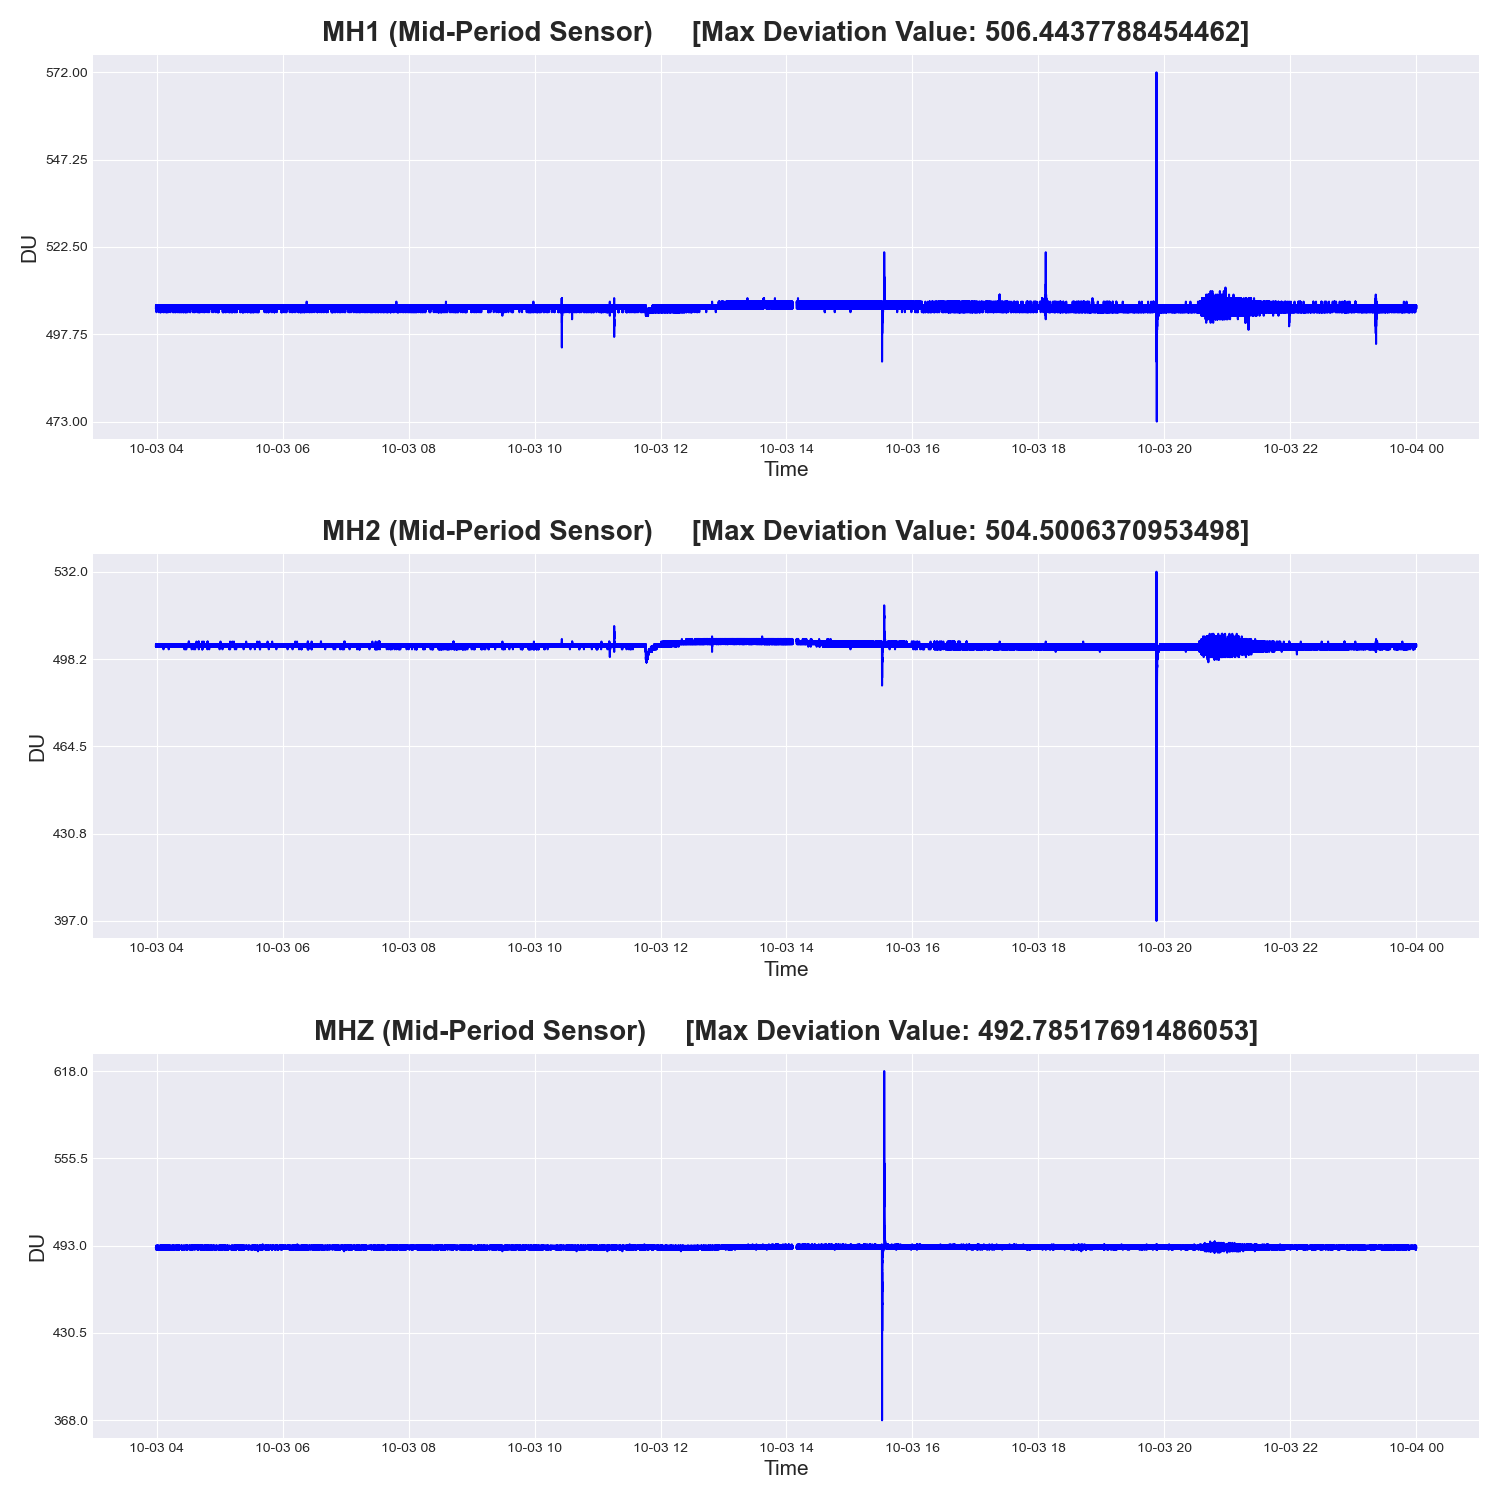 MH1 (Mid-Period Sensor) [Max Deviation Value: 506.4437788454462]
572.00
547.25
522.50
497.75
473.00
DU
10-03 04 10-03 06 10-03 08 10-03 10 10-03 12 10-03 14 10-03 16 10-03 18 10-03 20 10-03 22 10-04 00
Time
MH2 (Mid-Period Sensor) [Max Deviation Value: 504.5006370953498]
532.0
498.2
464.5
430.8
397.0
DU
10-03 04 10-03 06 10-03 08 10-03 10 10-03 12 10-03 14 10-03 16 10-03 18 10-03 20 10-03 22 10-04 00
Time
MHZ (Mid-Period Sensor) [Max Deviation Value: 492.78517691486053]
618.0
555.5
493.0
430.5
368.0
DU
10-03 04 10-03 06 10-03 08 10-03 10 10-03 12 10-03 14 10-03 16 10-03 18 10-03 20 10-03 22 10-04 00
Time